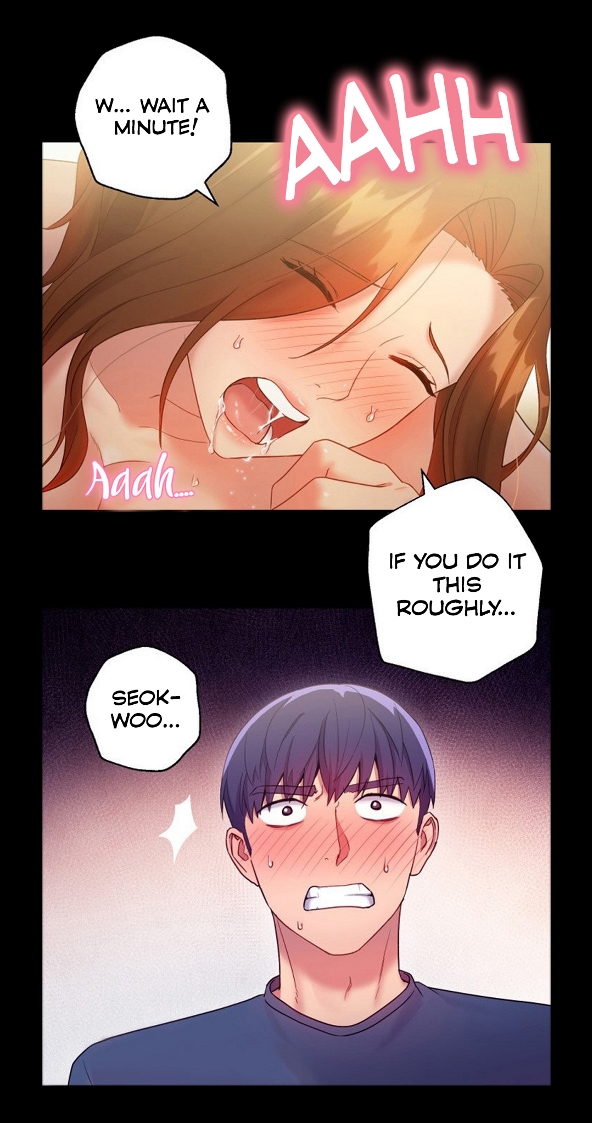 W... WAIT A
MINUTE!
AAHH
Aaah....
IF YOU DO IT
THIS
ROUGHLY...
SEOK-
WOO...